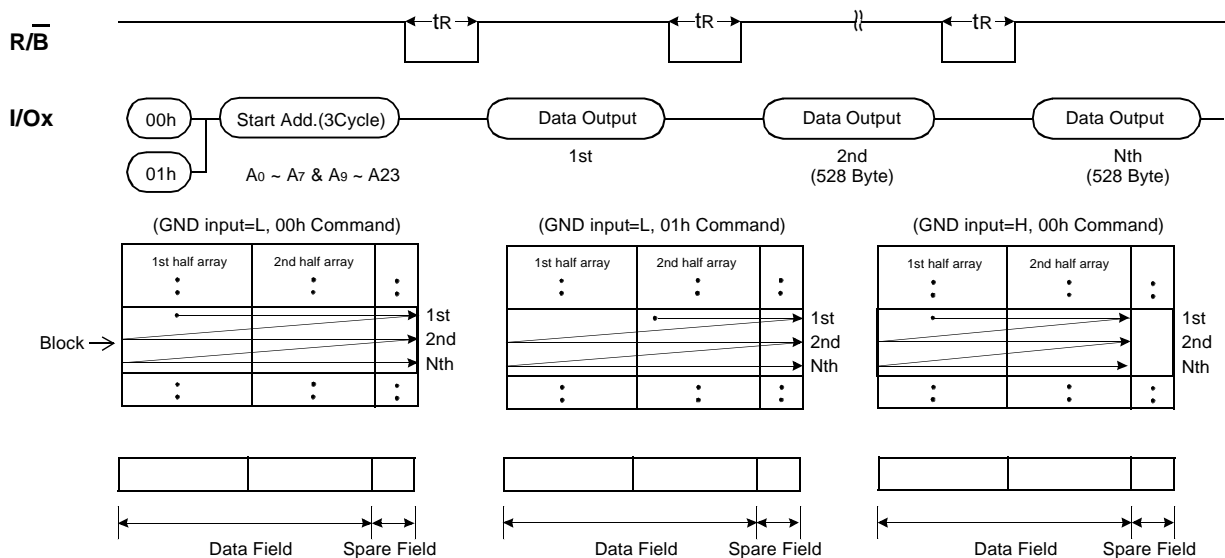 R/B
tR
tR
tR
I/Ox
00h
Start Add.(3Cycle)
Data Output
Data Output
Data Output
01h
A0 ~ A7 & A9 ~ A23
1st
2nd
(528 Byte)
Nth
(528 Byte)
(GND input=L, 00h Command)
(GND input=L, 01h Command)
(GND input=H, 00h Command)
1st half array
2nd half array
1st half array
2nd half array
1st half array
2nd half array
Block
1st
2nd
Nth
1st
2nd
Nth
1st
2nd
Nth
Data Field
Spare Field
Data Field
Spare Field
Data Field
Spare Field